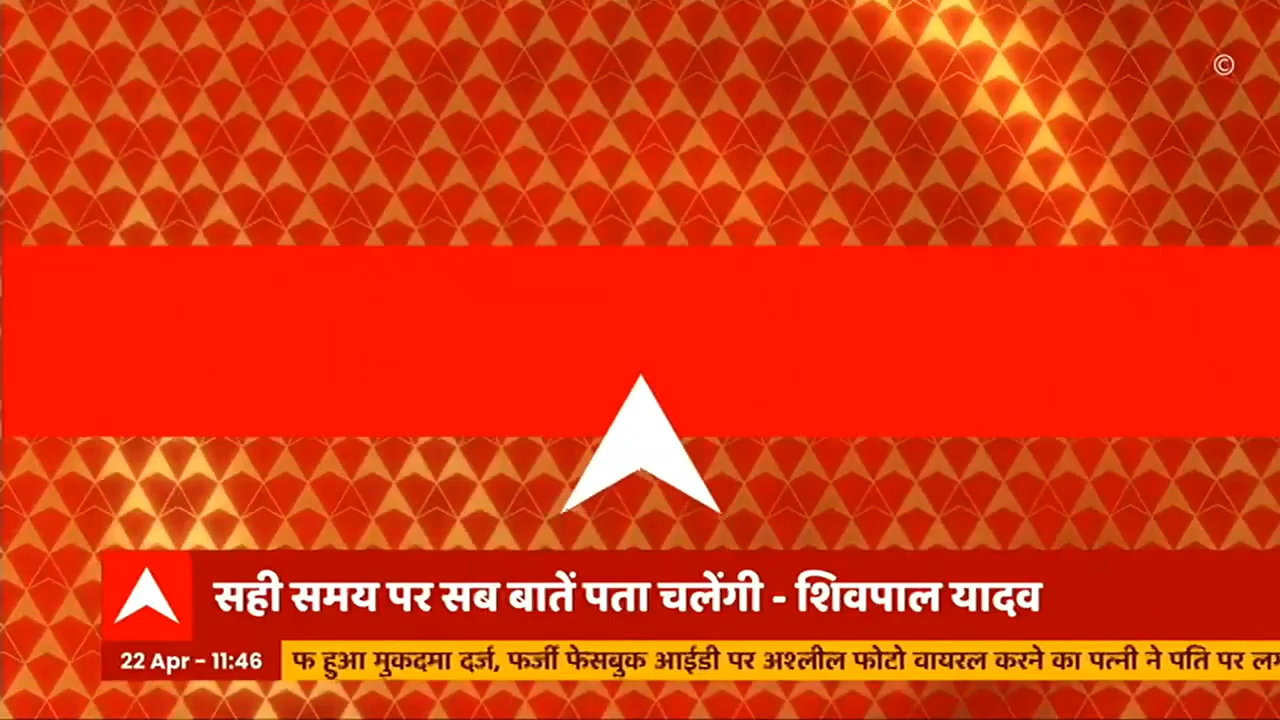 ©
सही समय पर सब बातें पता चलेंगी - शिवपाल यादव
22 Apr - 11:46
हुआ मुकदमा दर्ज, फर्जी फेसबुक आईडी पर अश्लील फोटो वायरल करने का पत्नी ने पति पर